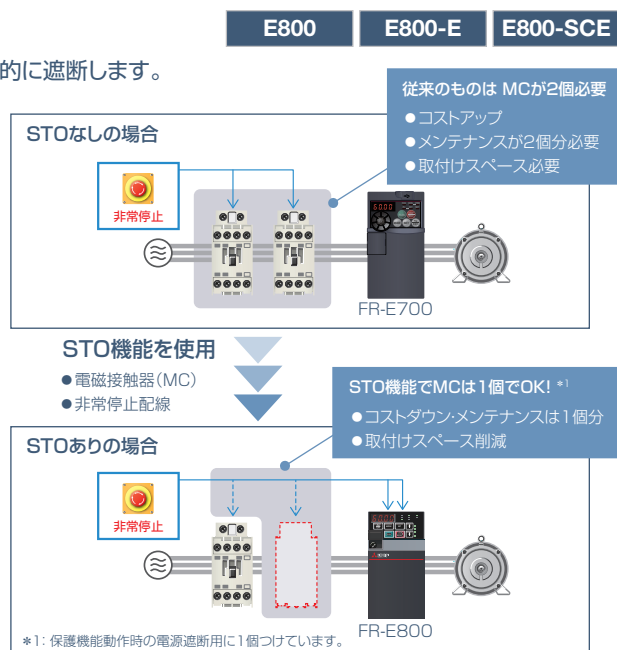 E800 E800-E E800-SCE
的に遮断します。
従来のものは MCが2個必要
●コストアップ
●メンテナンスが2個分必要
●取付けスペース必要
STOなしの場合
非常停止
FR-E700
STO機能を使用
●電磁接触器(MC)
●非常停止配線
STO機能でMCは1個でOK! *1
●コストダウン・メンテナンスは1個分
●取付けスペース削減
STOありの場合
非常停止
FR-E800
*1: 保護機能動作時の電源遮断用に1個つけています。